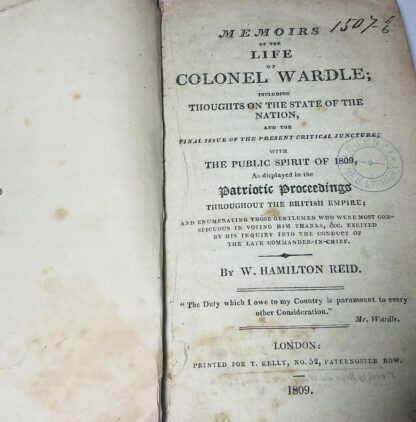 1507-6/6
MEMOIRS
OF THE
LIFE
OF
COLONEL WARDLE;
INCLUDING
THOUGHTS ON THE STATE OF THE
NATION,
AND THE
FINAL ISSUE OF THE PRESENT CRITICAL JUNCTURE;
WITH
THE PUBLIC SPIRIT OF 1809,
As displayed in the
Patriotic Proceedings
THROUGHOUT THE BRITISH EMPIRE;
AND ENUMERATING THOSE GENTLEMEN WHO WERE MOST CON-
SPICUOUS IN VOTING HIM THANKS, &C. EXCITED
BY HIS INQUIRY INTO THE CONDUCT OF
THE LATE COMMANDER-IN-CHIEF.
BY W. HAMILTON REID.
"The Duty which I owe to my Country is paramount to every
other Consideration."
Mr. Wardle.
LONDON:
PRINTED FOR T. KELLY, NO. 52, PATERNOSTER ROW.
1809.